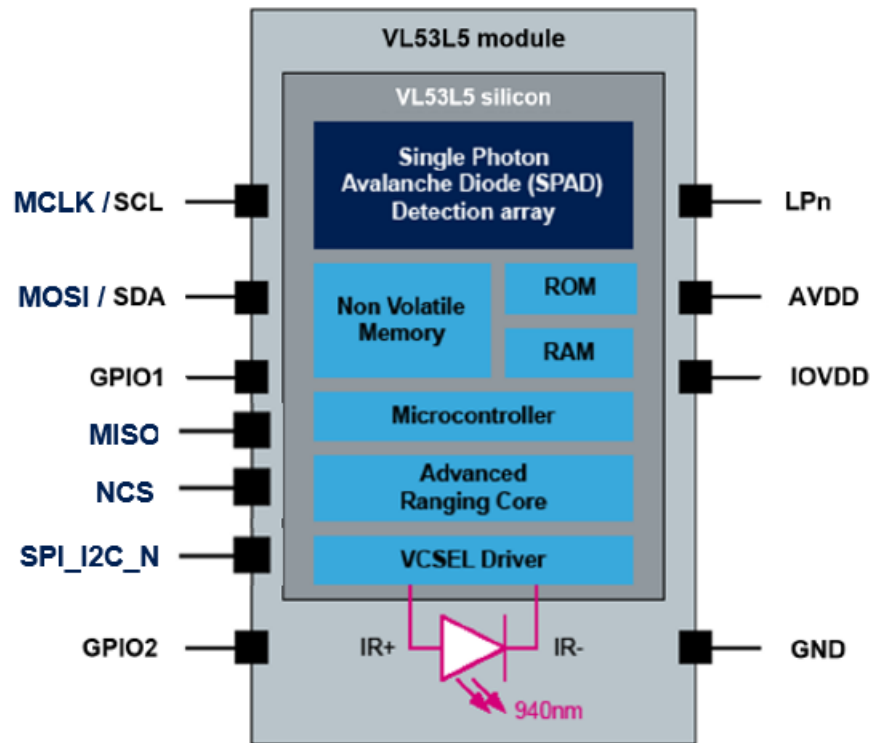 VL53L5 module
VL53L5 silicon
Single Photon
Avalanche Diode (SPAD)
Detection array
Non Volatile
Memory
ROM
RAM
Microcontroller
Advanced
Ranging Core
VCSEL Driver
IR+
IR-
940nm
MCLK / SCL
MOSI / SDA
GPIO1
MISO
NCS
SPI_I2C_N
GPIO2
LPn
AVDD
IOVDD
GND